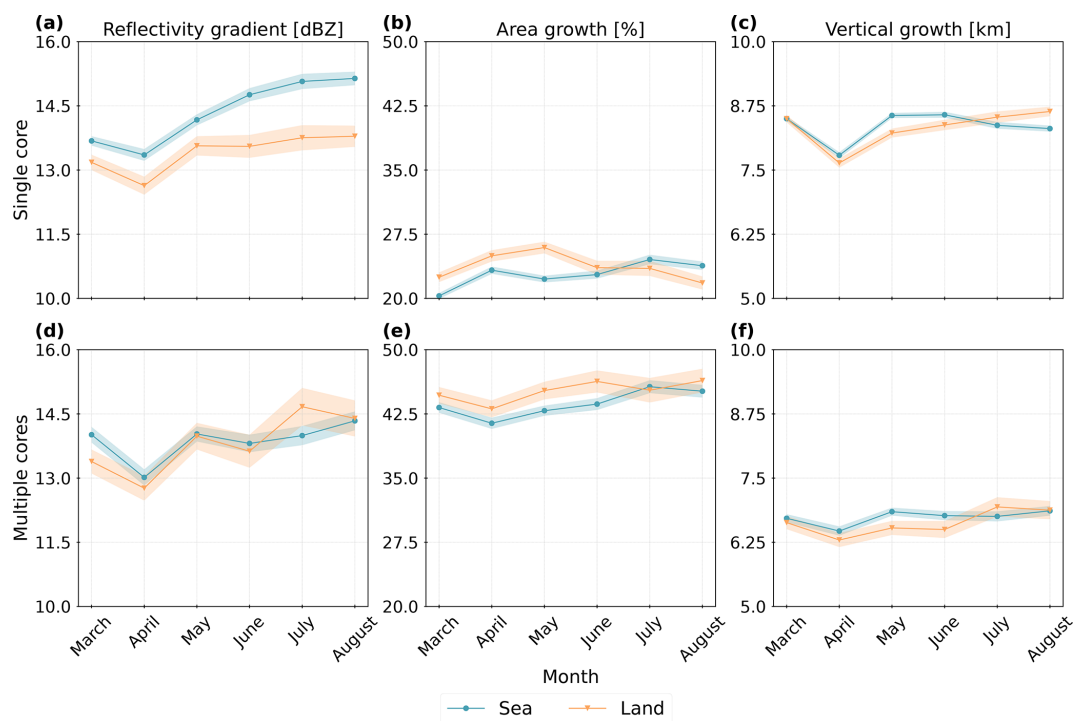 (a) Reflectivity gradient [dBZ]
(b) Area growth [%]
(c) Vertical growth [km]
Single core
16.0
14.5
13.0
11.5
10.0
50.0
42.5
35.0
27.5
20.0
10.0
8.75
7.5
6.25
5.0
(d)
(e)
(f)
Multiple cores
16.0
14.5
13.0
11.5
10.0
50.0
42.5
35.0
27.5
20.0
10.0
8.75
7.5
6.25
5.0
March April May June July August
March April May June July August
March April May June July August
Month
Sea Land